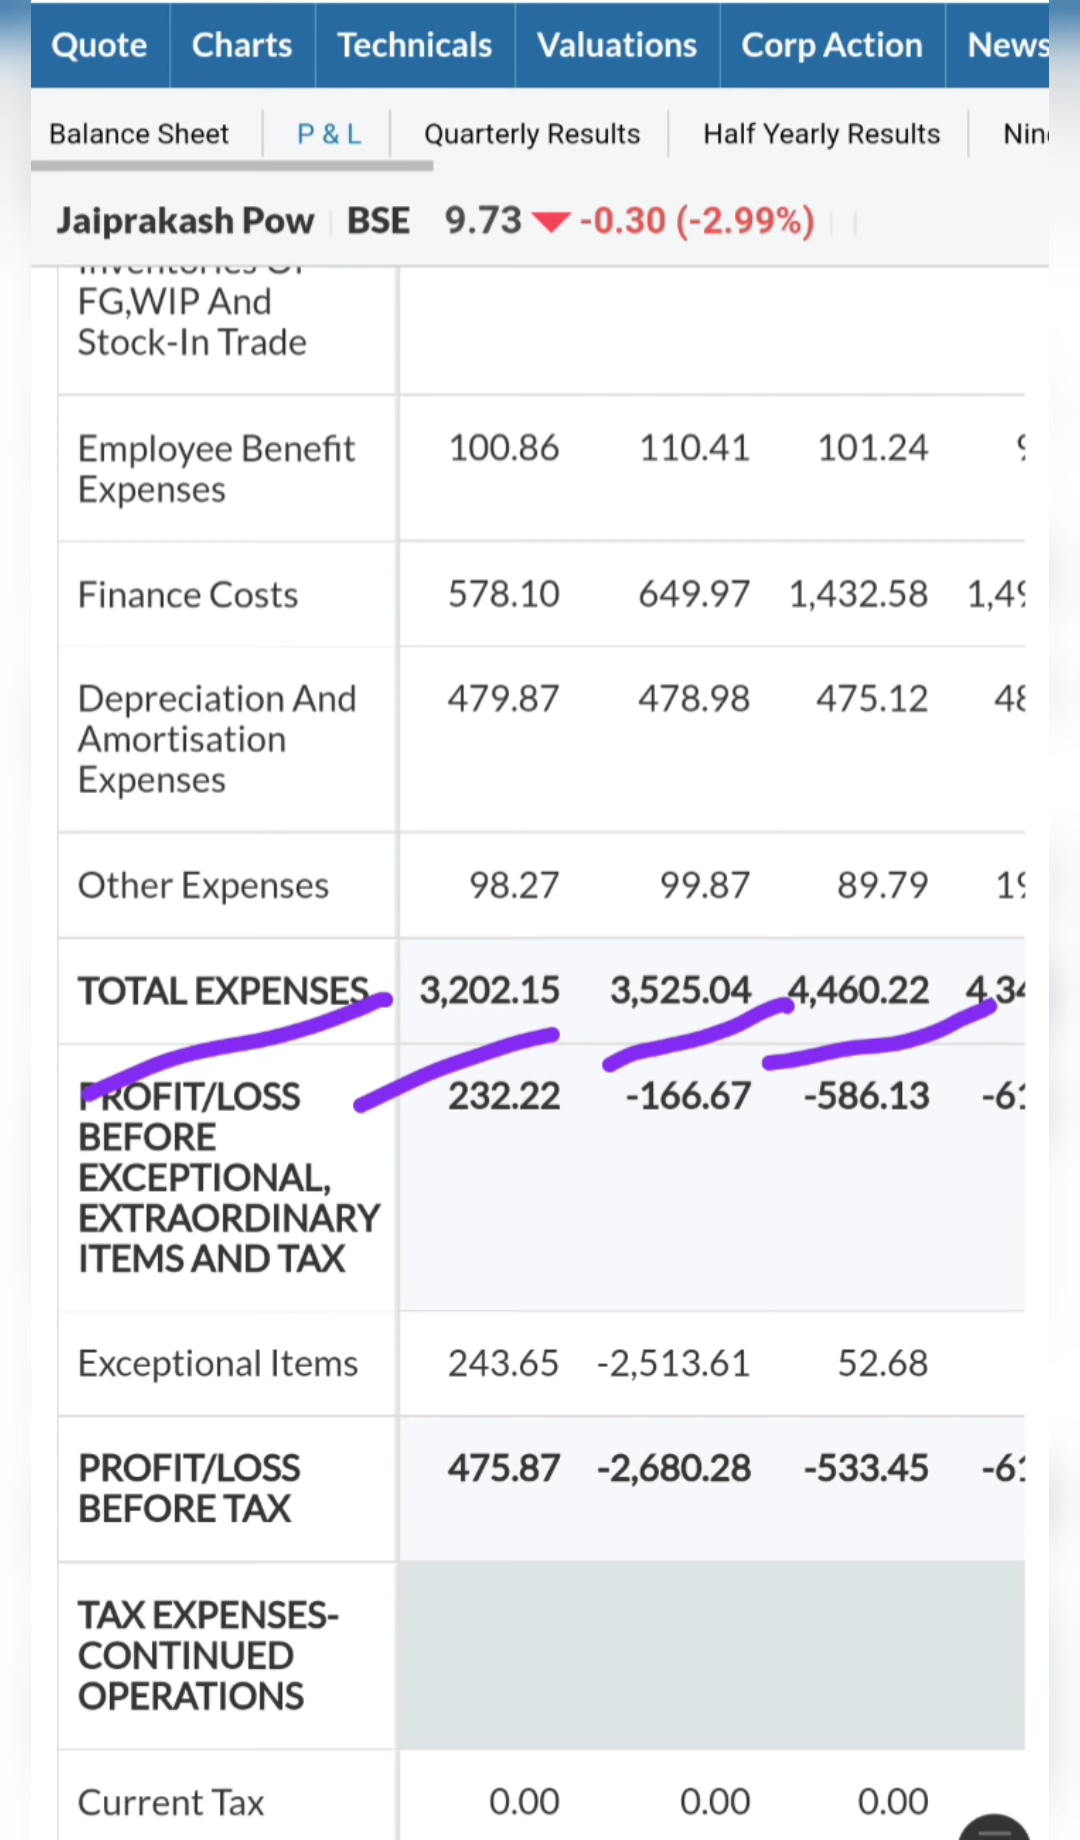 Quote Charts Technicals Valuations Corp Action News
Balance Sheet P & L Quarterly Results Half Yearly Results
Jaiprakash Pow BSE 9.73 -0.30 (-2.99%)
FG,WIP And
Stock-In Trade
Employee Benefit 100.86 110.41 101.24
Expenses
Finance Costs 578.10 649.97 1,432.58
Depreciation And 479.87 478.98 475.12
Amortisation
Expenses
Other Expenses 98.27 99.87 89.79
TOTAL EXPENSES 3,202.15 3,525.04 4,460.22
PROFIT/LOSS 232.22 -166.67 -586.13
BEFORE
EXCEPTIONAL,
EXTRAORDINARY
ITEMS AND TAX
Exceptional Items 243.65 -2,513.61 52.68
PROFIT/LOSS 475.87 -2,680.28 -533.45
BEFORE TAX
TAX EXPENSES-
CONTINUED
OPERATIONS
Current Tax 0.00 0.00 0.00